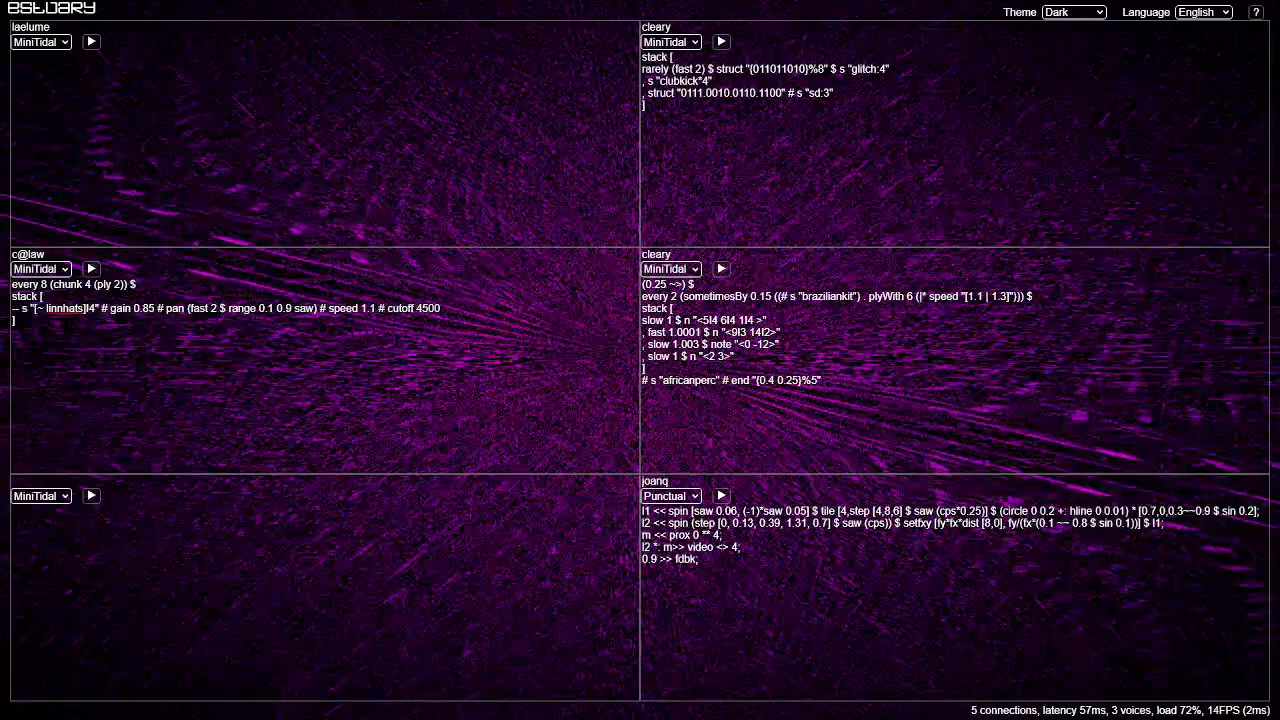 estuary
Theme Dark Language English ?
laelume
MiniTidal
cleary
MiniTidal
stack [
rarely (fast 2) $ struct "{011011010}%8" $ s "glitch:4"
, s "clubkick*4"
, struct "0111.0010.0110.1100" # s "sd:3"
]
c@law
MiniTidal
every 8 (chunk 4 (ply 2)) $
stack [
-- s "[~ linnhats]!4" # gain 0.85 # pan (fast 2 $ range 0.1 0.9 saw) # speed 1.1 # cutoff 4500
]
cleary
MiniTidal
(0.25 ~>) $
every 2 (sometimesBy 0.15 ((# s "braziliankit") . plyWith 6 (|* speed "[1.1 | 1.3]"))) $
stack [
slow 1 $ n "<5!4 6!4 1!4 >"
, fast 1.0001 $ n "<9!3 14!2>"
, slow 1.003 $ note "<0 -12>"
, slow 1 $ n "<2 3>"
]
# s "africanperc" # end "{0.4 0.25}%5"
MiniTidal
joanq
Punctual
l1 << spin [saw 0.06, (-1)*saw 0.05] $ tile [4,step [4,8,6] $ saw (cps*0.25)] $ (circle 0 0.2 +: hline 0 0.01) * [0.7,0,0.3~~0.9 $ sin 0.2];
l2 << spin (step [0, 0.13, 0.39, 1.31, 0.7] $ saw (cps)) $ setfxy [fy*fx*dist [8,0], fy/(fx*(0.1 ~~ 0.8 $ sin 0.1))] $ l1;
m << prox 0 ** 4;
l2 *: m>> video <> 4;
0.9 >> fdbk;
5 connections, latency 57ms, 3 voices, load 72%, 14FPS (2ms)